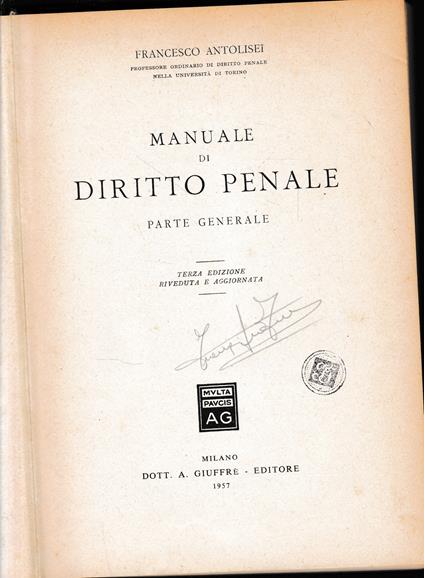 FRANCESCO ANTOLISEI
PROFESSORE ORDINARIO DI DIRITTO PENALE
NELLA UNIVERSITÀ DI TORINO
MANUALE
DI
DIRITTO PENALE
PARTE GENERALE
TERZA EDIZIONE
RIVEDUTA E AGGIORNATA
MVLTA
PAVCIS
AG
MILANO
DOTT. A. GIUFFRÈ - EDITORE
1957